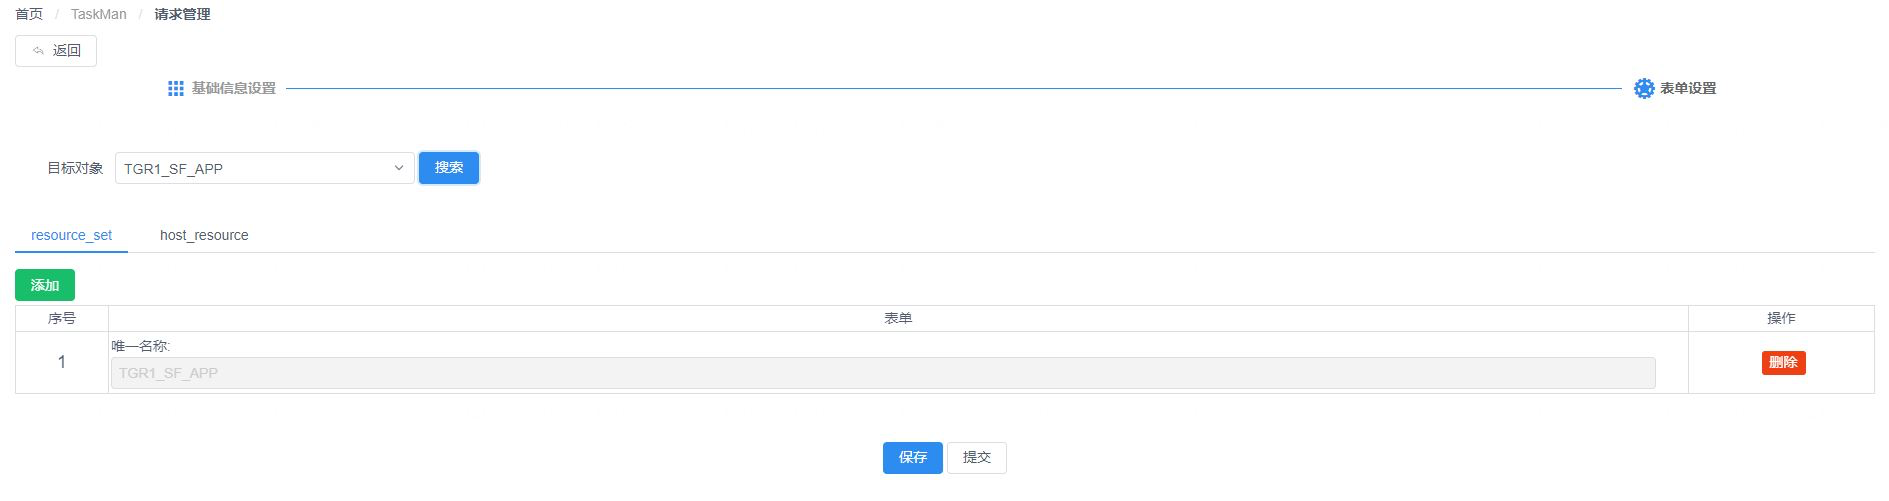 首页 / TaskMan / 请求管理
返回
基础信息设置 表单设置
目标对象 TGR1_SF_APP 搜索
resource_set host_resource
添加
序号 表单 操作
唯一名称:
1 TGR1_SF_APP 删除
保存 提交